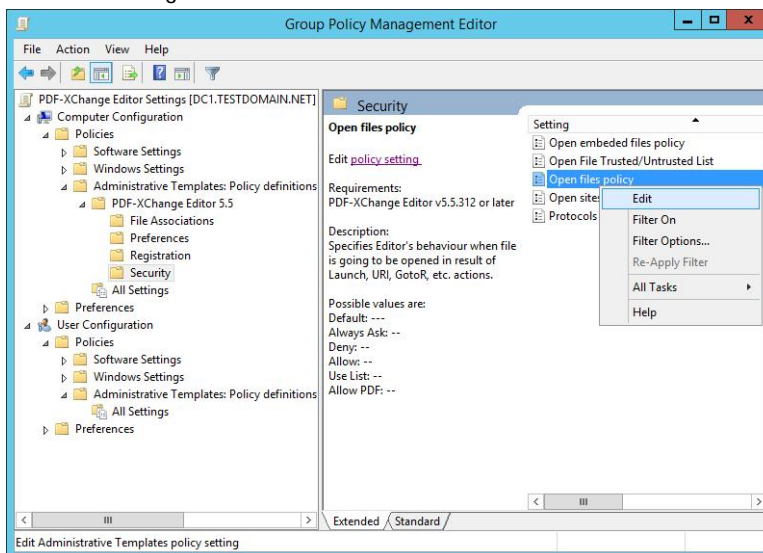 Group Policy Management Editor
File Action View Help
PDF-XChange Editor Settings [DC1.TESTDOMAIN.NET]
Computer Configuration
Policies
Software Settings
Windows Settings
Administrative Templates: Policy definitions
PDF-XChange Editor 5.5
File Associations
Preferences
Registration
Security
All Settings
Preferences
User Configuration
Policies
Software Settings
Windows Settings
Administrative Templates: Policy definitions
All Settings
Preferences
Security
Open files policy
Edit policy setting
Requirements:
PDF-XChange Editor v5.5.312 or later
Description:
Specifies Editor's behaviour when file
is going to be opened in result of
Launch, URI, GotoR, etc. actions.
Possible values are:
Default: ---
Always Ask: --
Deny: --
Allow: --
Use List: --
Allow PDF: --
Setting
Open embeded files policy
Open File Trusted/Untrusted List
Open files policy
Open sites
Protocols
Edit
Filter On
Filter Options...
Re-Apply Filter
All Tasks
Help
Extended Standard
Edit Administrative Templates policy setting